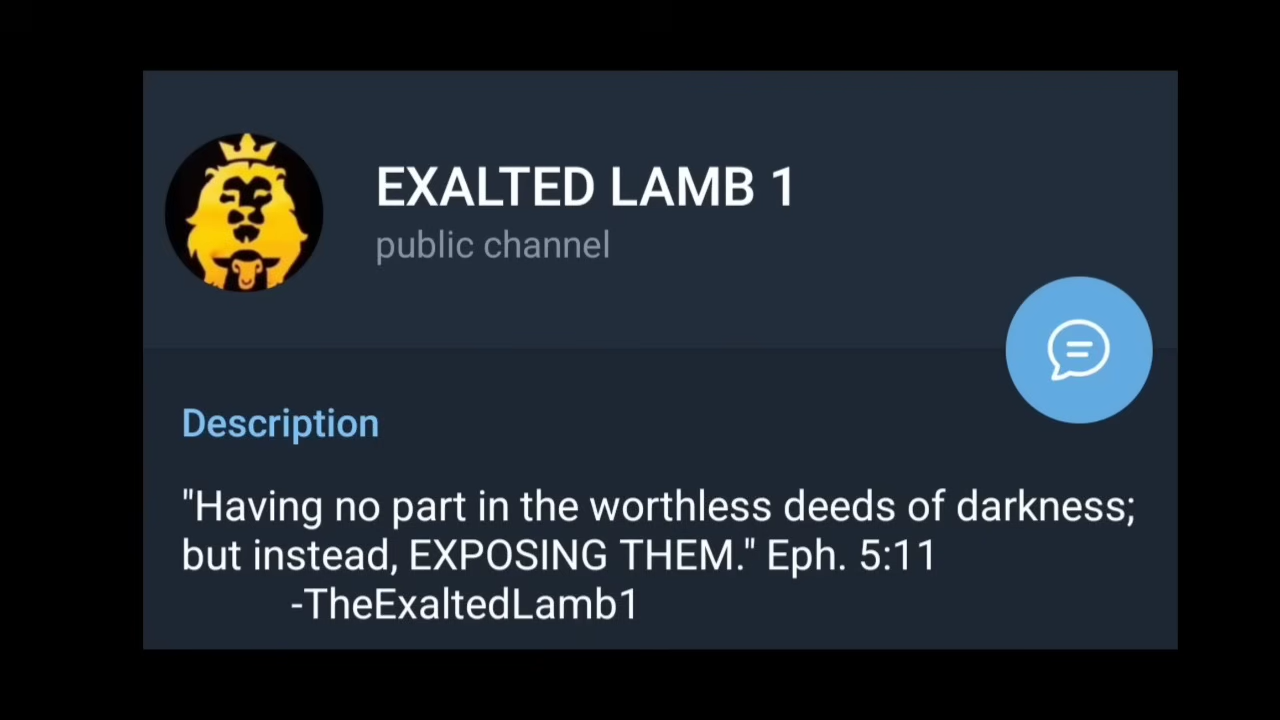 EXALTED LAMB 1
public channel
Description
"Having no part in the worthless deeds of darkness;
but instead, EXPOSING THEM." Eph. 5:11
-TheExaltedLamb1